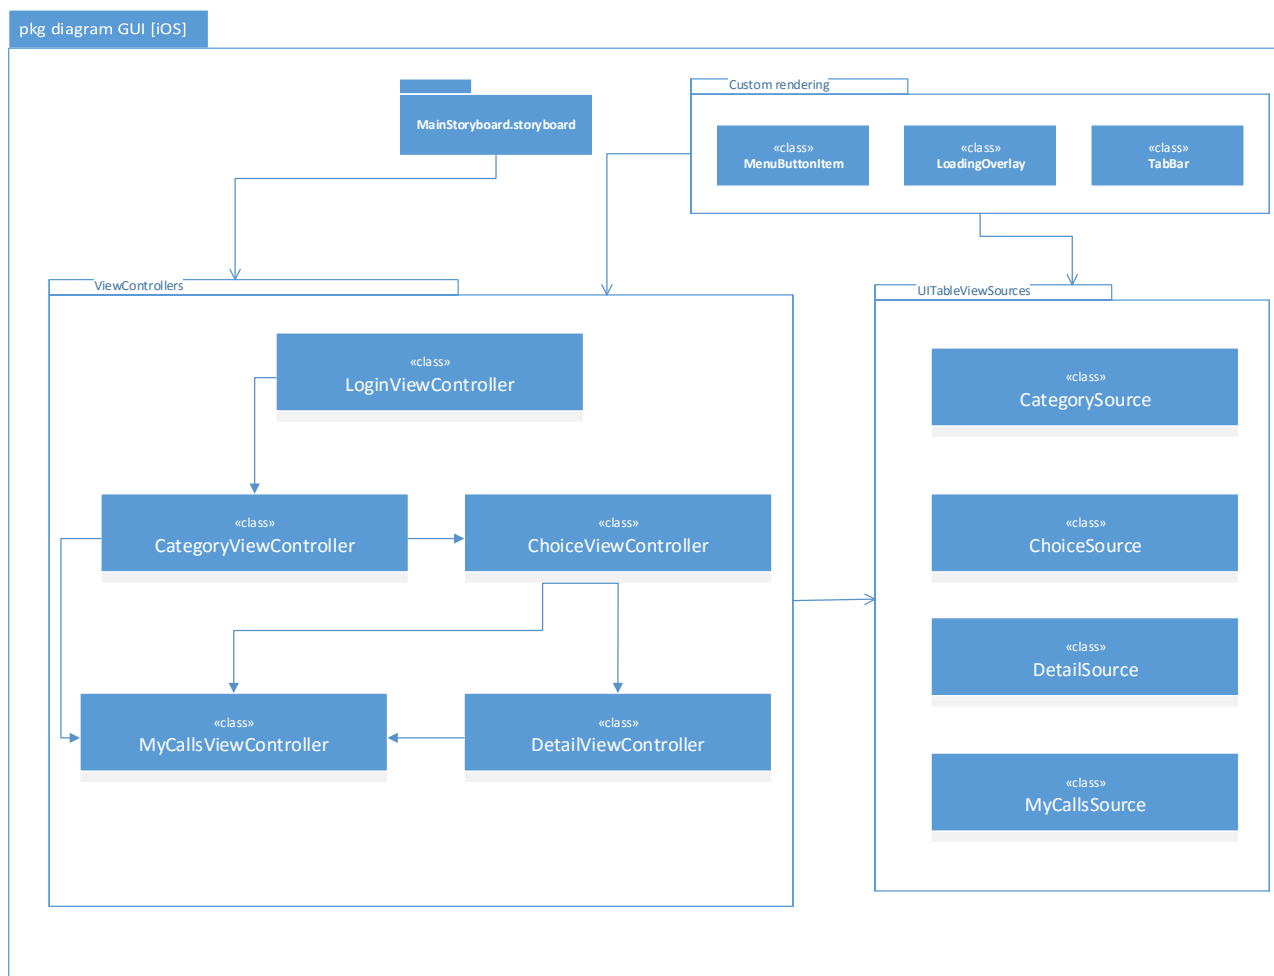 pkg diagram GUI [iOS]
Custom rendering
MainStoryboard.storyboard
«class»
MenuButtonItem
«class»
LoadingOverlay
«class»
TabBar
ViewControllers
UITableViewSources
«class»
LoginViewController
«class»
CategoryViewController
«class»
ChoiceViewController
«class»
MyCallsViewController
«class»
DetailViewController
«class»
CategorySource
«class»
ChoiceSource
«class»
DetailSource
«class»
MyCallsSource